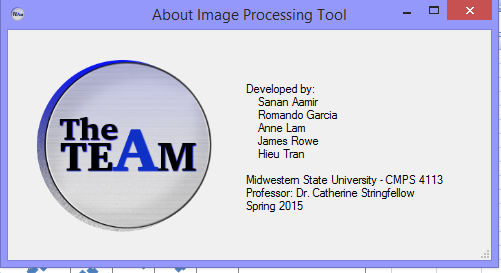 About Image Processing Tool
The
TEAM
Developed by:
Sanan Aamir
Romando Garcia
Anne Lam
James Rowe
Hieu Tran
Midwestern State University - CMPS 4113
Professor: Dr. Catherine Stringfellow
Spring 2015